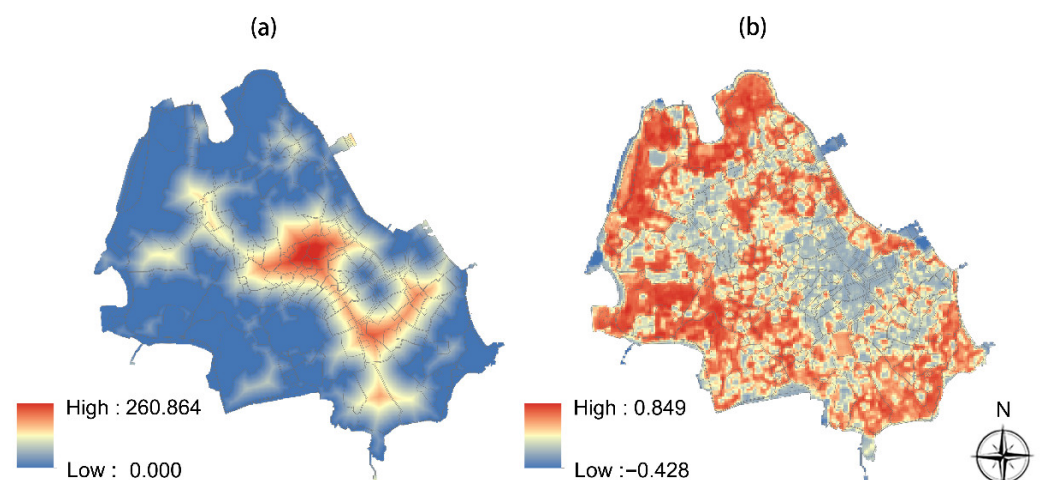 (a)
(b)
High : 260.864
Low : 0.000
High : 0.849
Low :−0.428
N